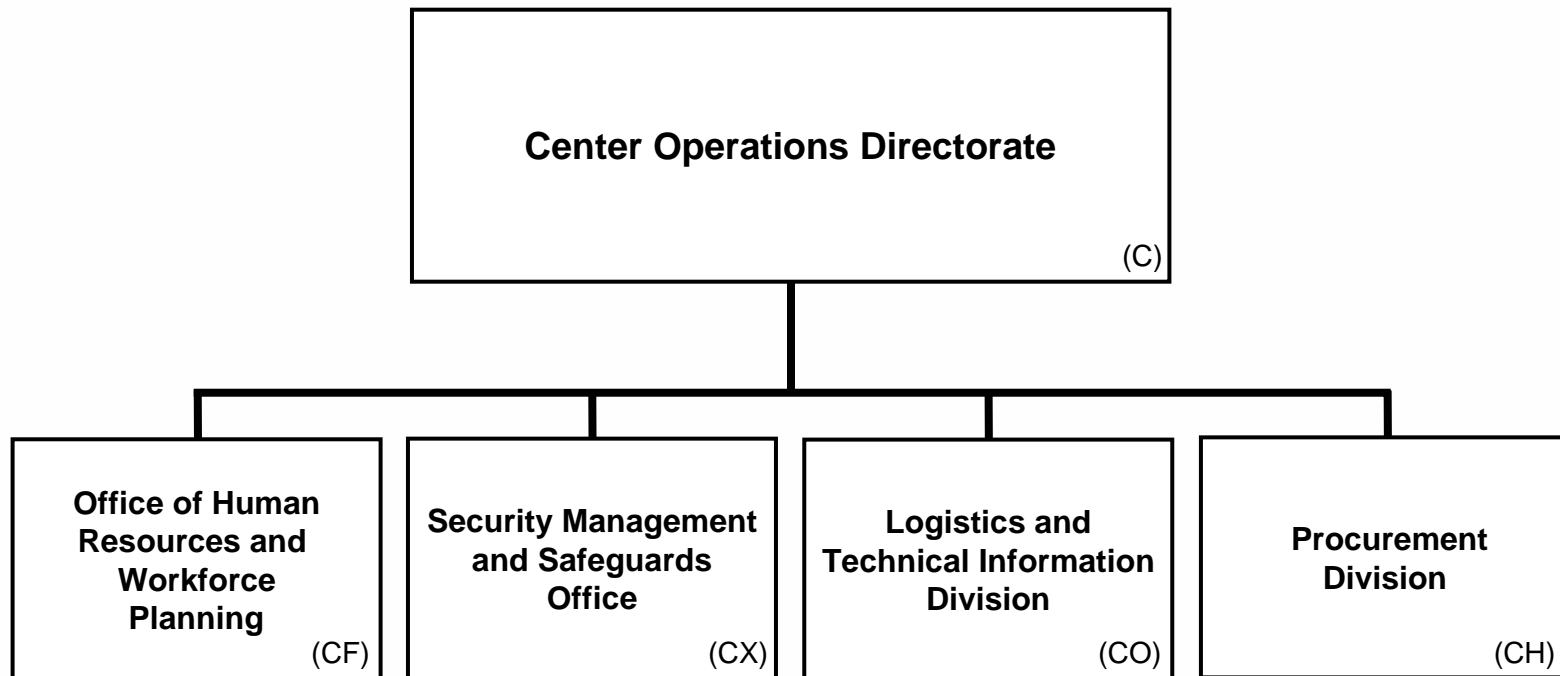 Center Operations Directorate
(C)
Office of Human
Resources and
Workforce
Planning
(CF)
Security Management
and Safeguards
Office
(CX)
Logistics and
Technical Information
Division
(CO)
Procurement
Division
(CH)